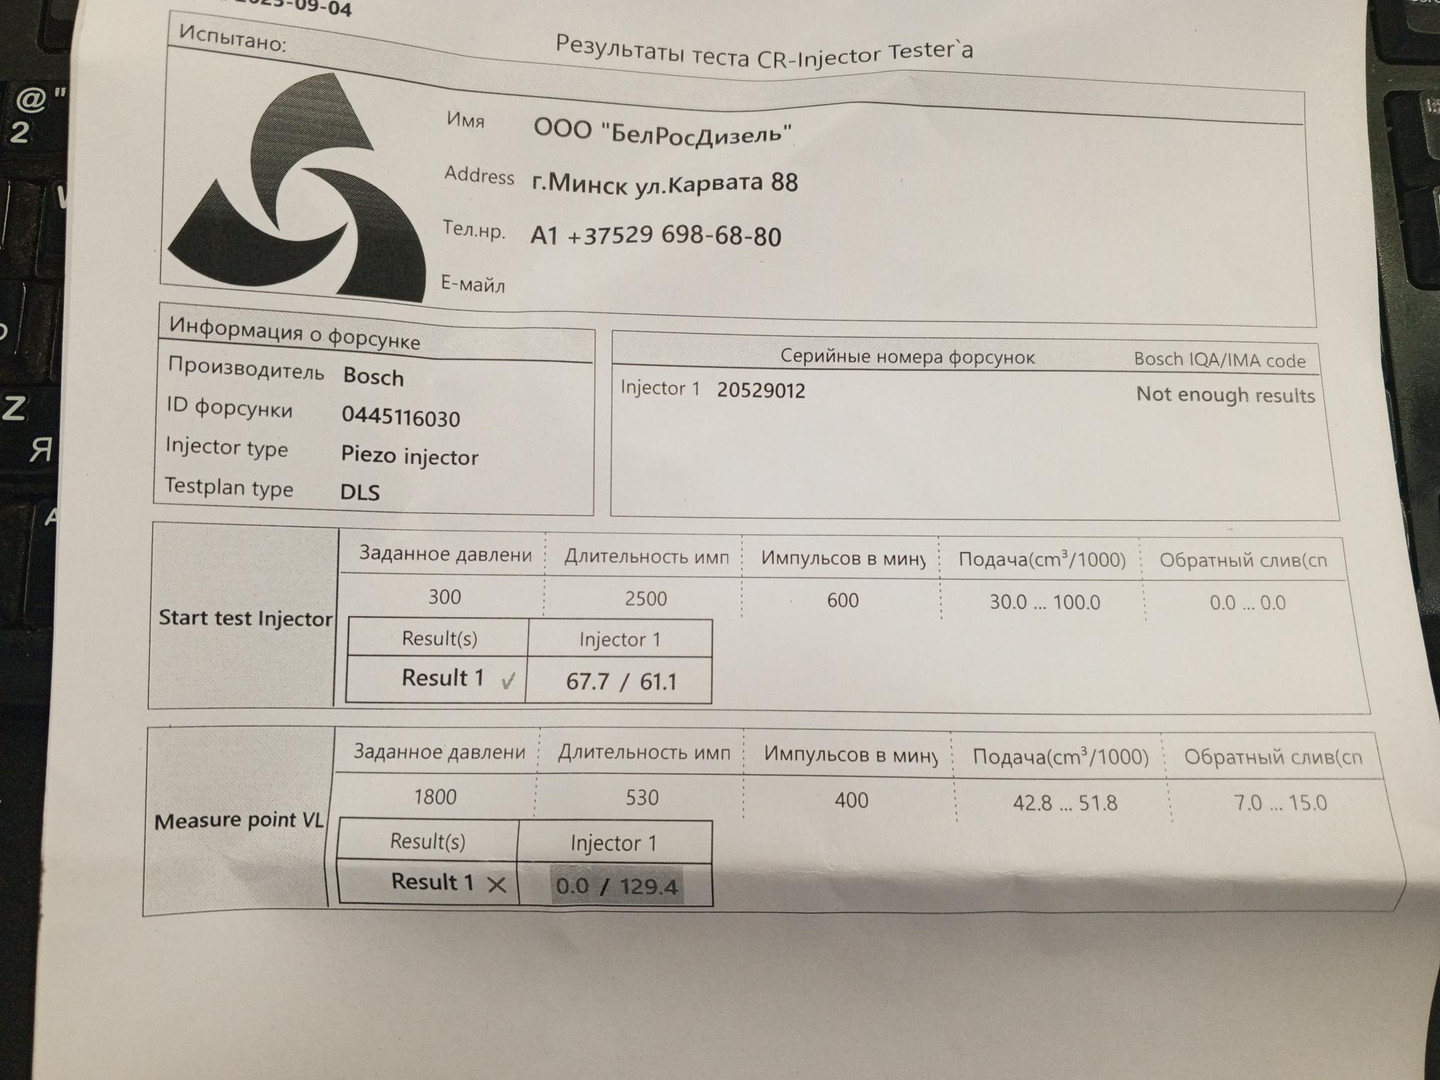 2025-09-04
Результаты теста CR-Injector Tester`а
Испытано:
Имя ООО "БелРосДизель"
Address г.Минск ул.Карвата 88
Тел.нр. А1 +37529 698-68-80
Е-майл
Информация о форсунке
Производитель Bosch
ID форсунки 0445116030
Injector type Piezo injector
Testplan type DLS
Серийные номера форсунок Bosch IQA/IMA code
Injector 1 20529012 Not enough results
Start test Injector
Заданное давлени Длительность имп Импульсов в мину Подача(cm³/1000) Обратный слив(сп
300 2500 600 30.0 ... 100.0 0.0 ... 0.0
Result(s) Injector 1
Result 1 ✓ 67.7 / 61.1
Measure point VL
Заданное давлени Длительность имп Импульсов в мину Подача(cm³/1000) Обратный слив(сп
1800 530 400 42.8 ... 51.8 7.0 ... 15.0
Result(s) Injector 1
Result 1 ✕ 0.0 / 129.4
@ "
2
Z
Я
A